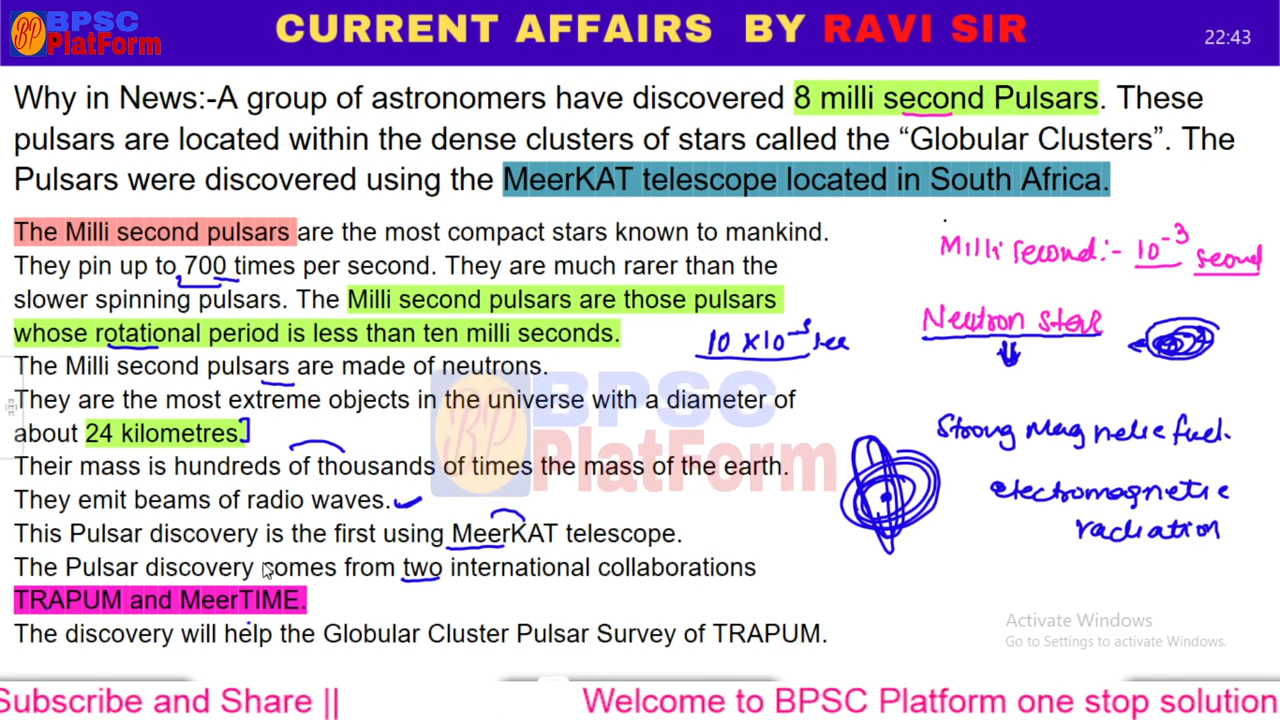 BPSC
PlatForm
CURRENT AFFAIRS BY RAVI SIR
22:43
Why in News:-A group of astronomers have discovered 8 milli second Pulsars. These
pulsars are located within the dense clusters of stars called the “Globular Clusters”. The
Pulsars were discovered using the MeerKAT telescope located in South Africa.
The Milli second pulsars are the most compact stars known to mankind.
They pin up to 700 times per second. They are much rarer than the
slower spinning pulsars. The Milli second pulsars are those pulsars
whose rotational period is less than ten milli seconds.
The Milli second pulsars are made of neutrons.
They are the most extreme objects in the universe with a diameter of
about 24 kilometres.
Their mass is hundreds of thousands of times the mass of the earth.
They emit beams of radio waves.
This Pulsar discovery is the first using MeerKAT telescope.
The Pulsar discovery comes from two international collaborations
TRAPUM and MeerTIME.
The discovery will help the Globular Cluster Pulsar Survey of TRAPUM.
Milli second:- 10⁻³ second
10 x10⁻³ sec
Neutron star
Strong Magnetic
electromagnetic
radiation
BPSC
PlatForm
Activate Windows
Go to Settings to activate Windows.
Subscribe and Share || Welcome to BPSC Platform one stop solution